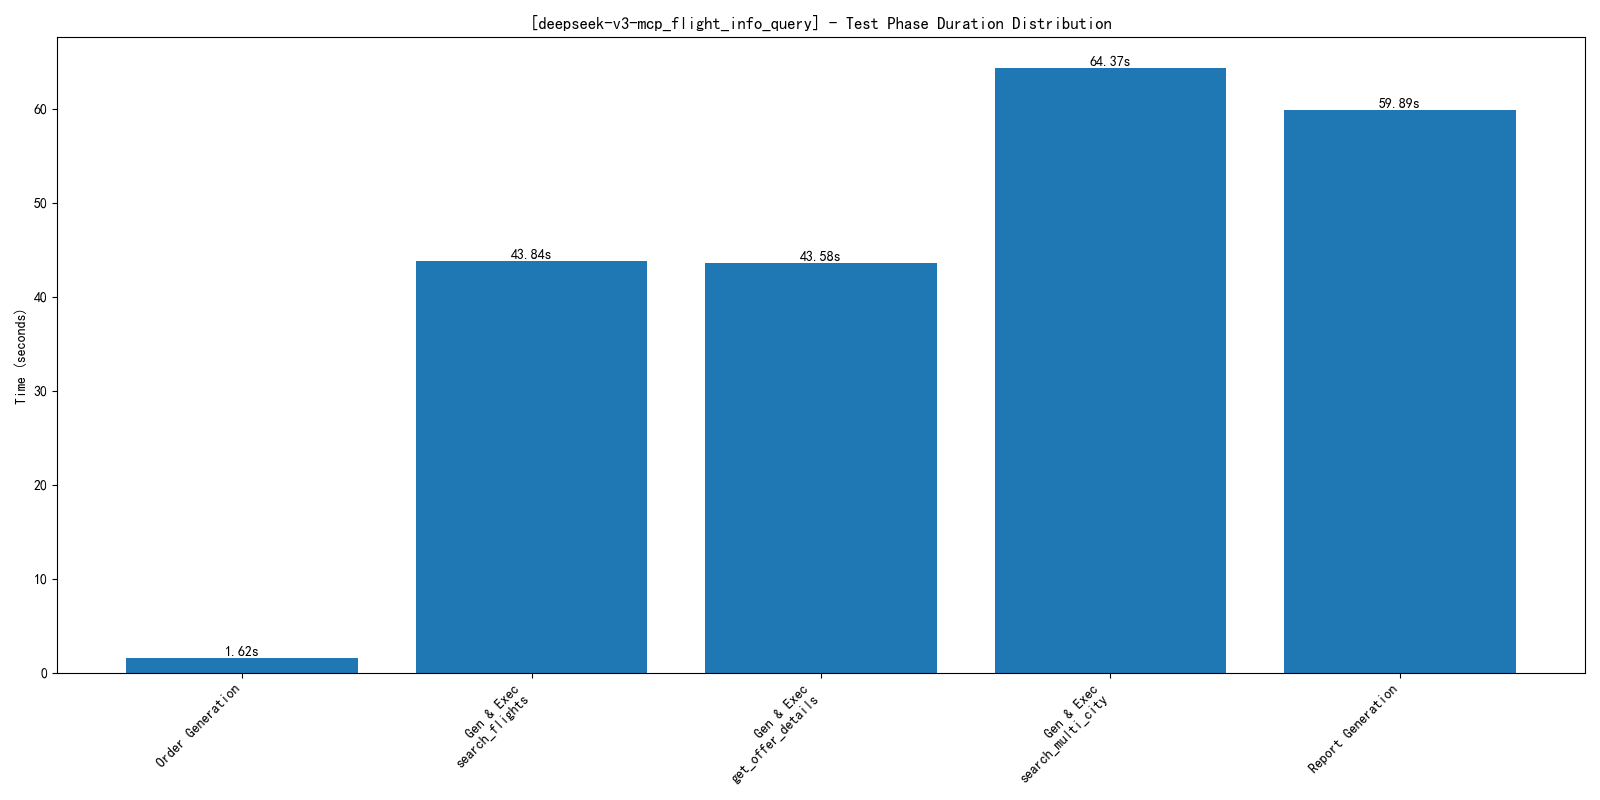 [deepseek-v3-mcp_flight_info_query] - Test Phase Duration Distribution
64.37s
59.89s
43.84s
43.58s
1.62s
Time (seconds)
60
50
40
30
20
10
0
Order Generation
Gen & Exec
search_flights
Gen & Exec
get_offer_details
Gen & Exec
search_multi_city
Report Generation